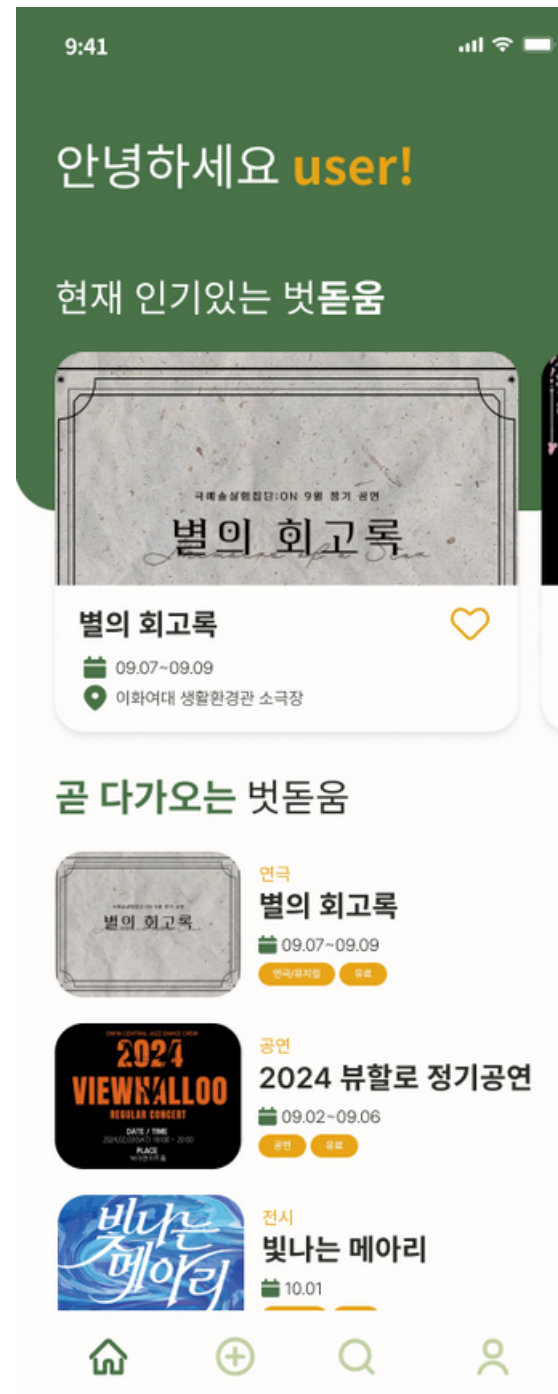 9:41
안녕하세요 user!
현재 인기있는 벗돋움
극예술실험집단:ON 9월 정기 공연
별의 회고록
별의 회고록
09.07~09.09
이화여대 생활환경관 소극장
곧 다가오는 벗돋움
별의 회고록
연극
별의 회고록
09.07~09.09
연극/뮤지컬 유료
2024
VIEWHALLOO
REGULAR CONCERT
DATE / TIME
PLACE
공연
2024 뷰할로 정기공연
09.02~09.06
공연 유료
빛나는
메아리
전시
빛나는 메아리
10.01